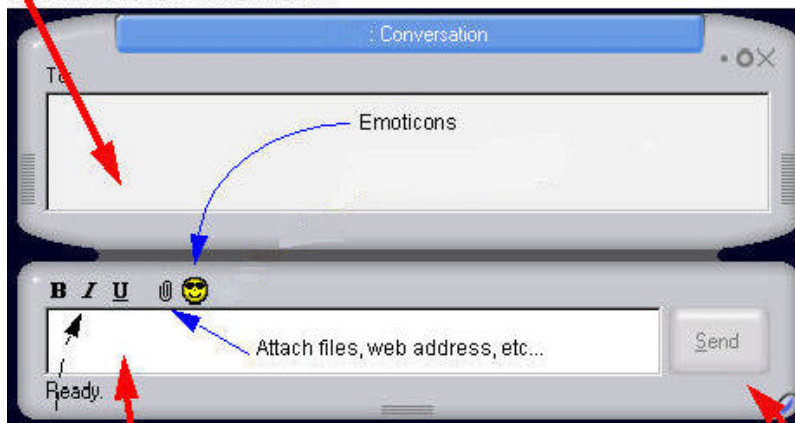 : Conversation
To:
Emoticons
B I U
Attach files, web address, etc...
Send
Ready.